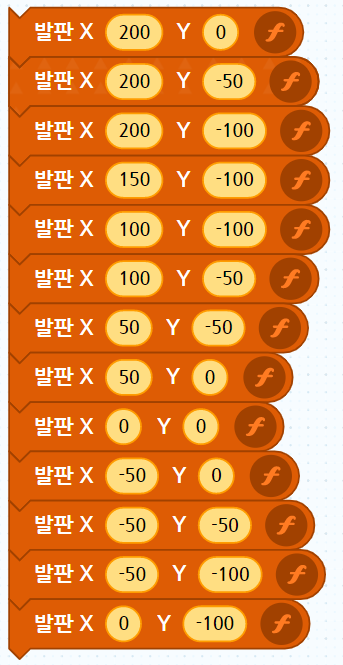 발판 X 200 Y 0
발판 X 200 Y -50
발판 X 200 Y -100
발판 X 150 Y -100
발판 X 100 Y -100
발판 X 100 Y -50
발판 X 50 Y -50
발판 X 50 Y 0
발판 X 0 Y 0
발판 X -50 Y 0
발판 X -50 Y -50
발판 X -50 Y -100
발판 X 0 Y -100